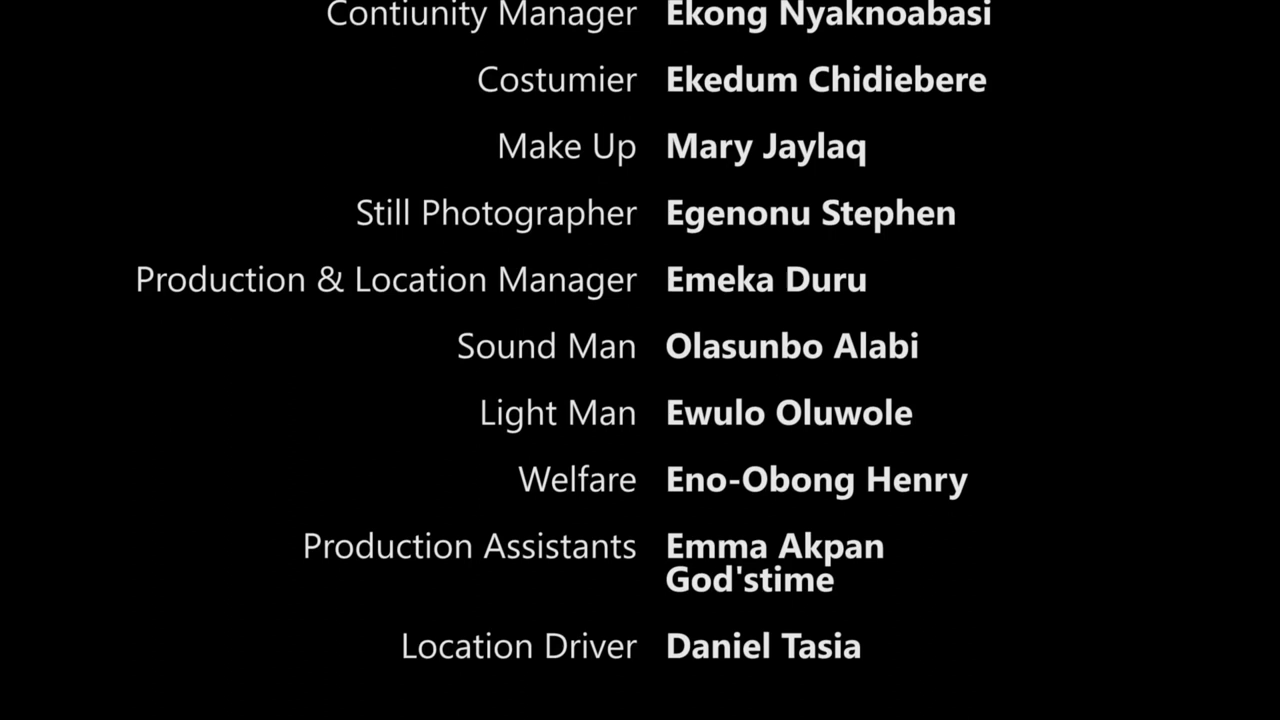 Contiunity Manager Ekong Nyaknoabasi
Costumier Ekedum Chidiebere
Make Up Mary Jaylaq
Still Photographer Egenonu Stephen
Production & Location Manager Emeka Duru
Sound Man Olasunbo Alabi
Light Man Ewulo Oluwole
Welfare Eno-Obong Henry
Production Assistants Emma Akpan
God'stime
Location Driver Daniel Tasia